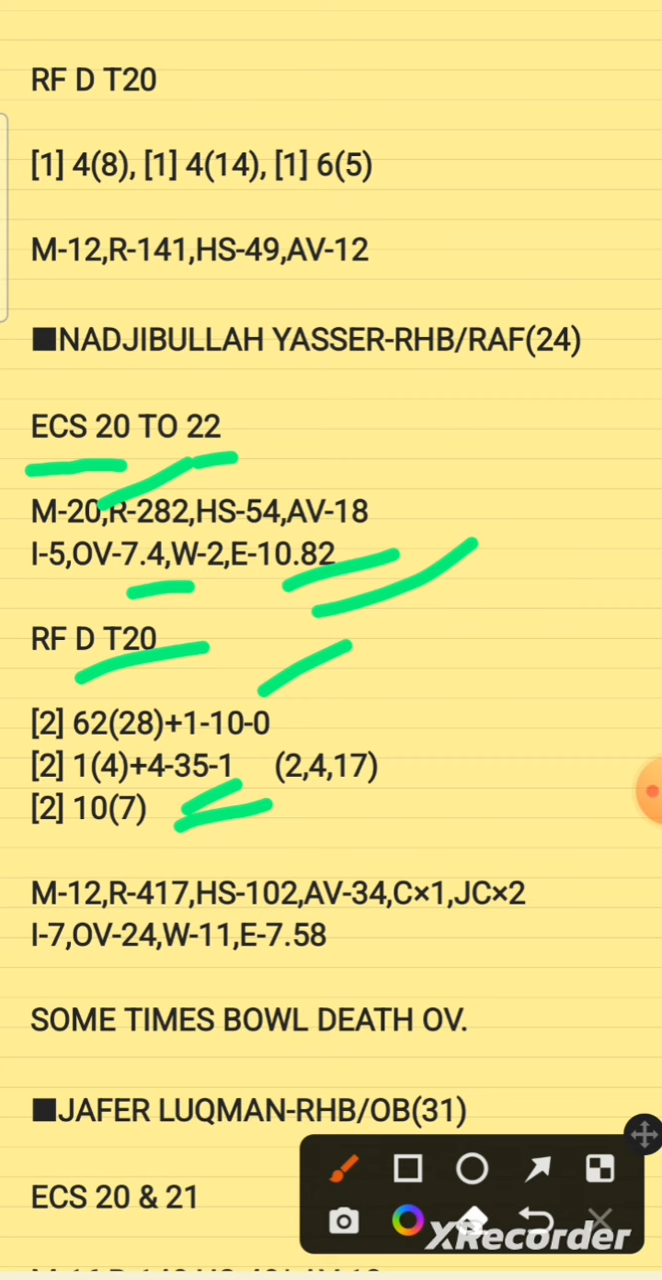 RF D T20
[1] 4(8), [1] 4(14), [1] 6(5)
M-12,R-141,HS-49,AV-12
■NADJIBULLAH YASSER-RHB/RAF(24)
ECS 20 TO 22
M-20,R-282,HS-54,AV-18
I-5,OV-7.4,W-2,E-10.82
RF D T20
[2] 62(28)+1-10-0
[2] 1(4)+4-35-1 (2,4,17)
[2] 10(7)
M-12,R-417,HS-102,AV-34,C×1,JC×2
I-7,OV-24,W-11,E-7.58
SOME TIMES BOWL DEATH OV.
■JAFER LUQMAN-RHB/OB(31)
ECS 20 & 21
XRecorder